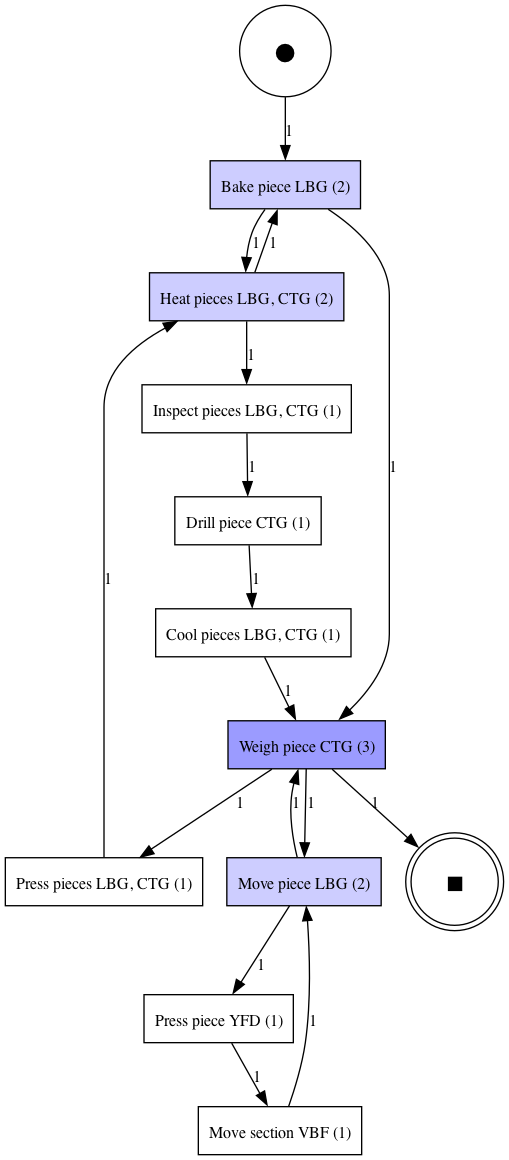 1
Bake piece LBG (2)
1 1
Heat pieces LBG, CTG (2)
1
Inspect pieces LBG, CTG (1)
1 1
Drill piece CTG (1)
1 1
Cool pieces LBG, CTG (1)
1
Weigh piece CTG (3)
1 1 1 1
Press pieces LBG, CTG (1) Move piece LBG (2)
1
Press piece YFD (1)
1
1
Move section VBF (1)